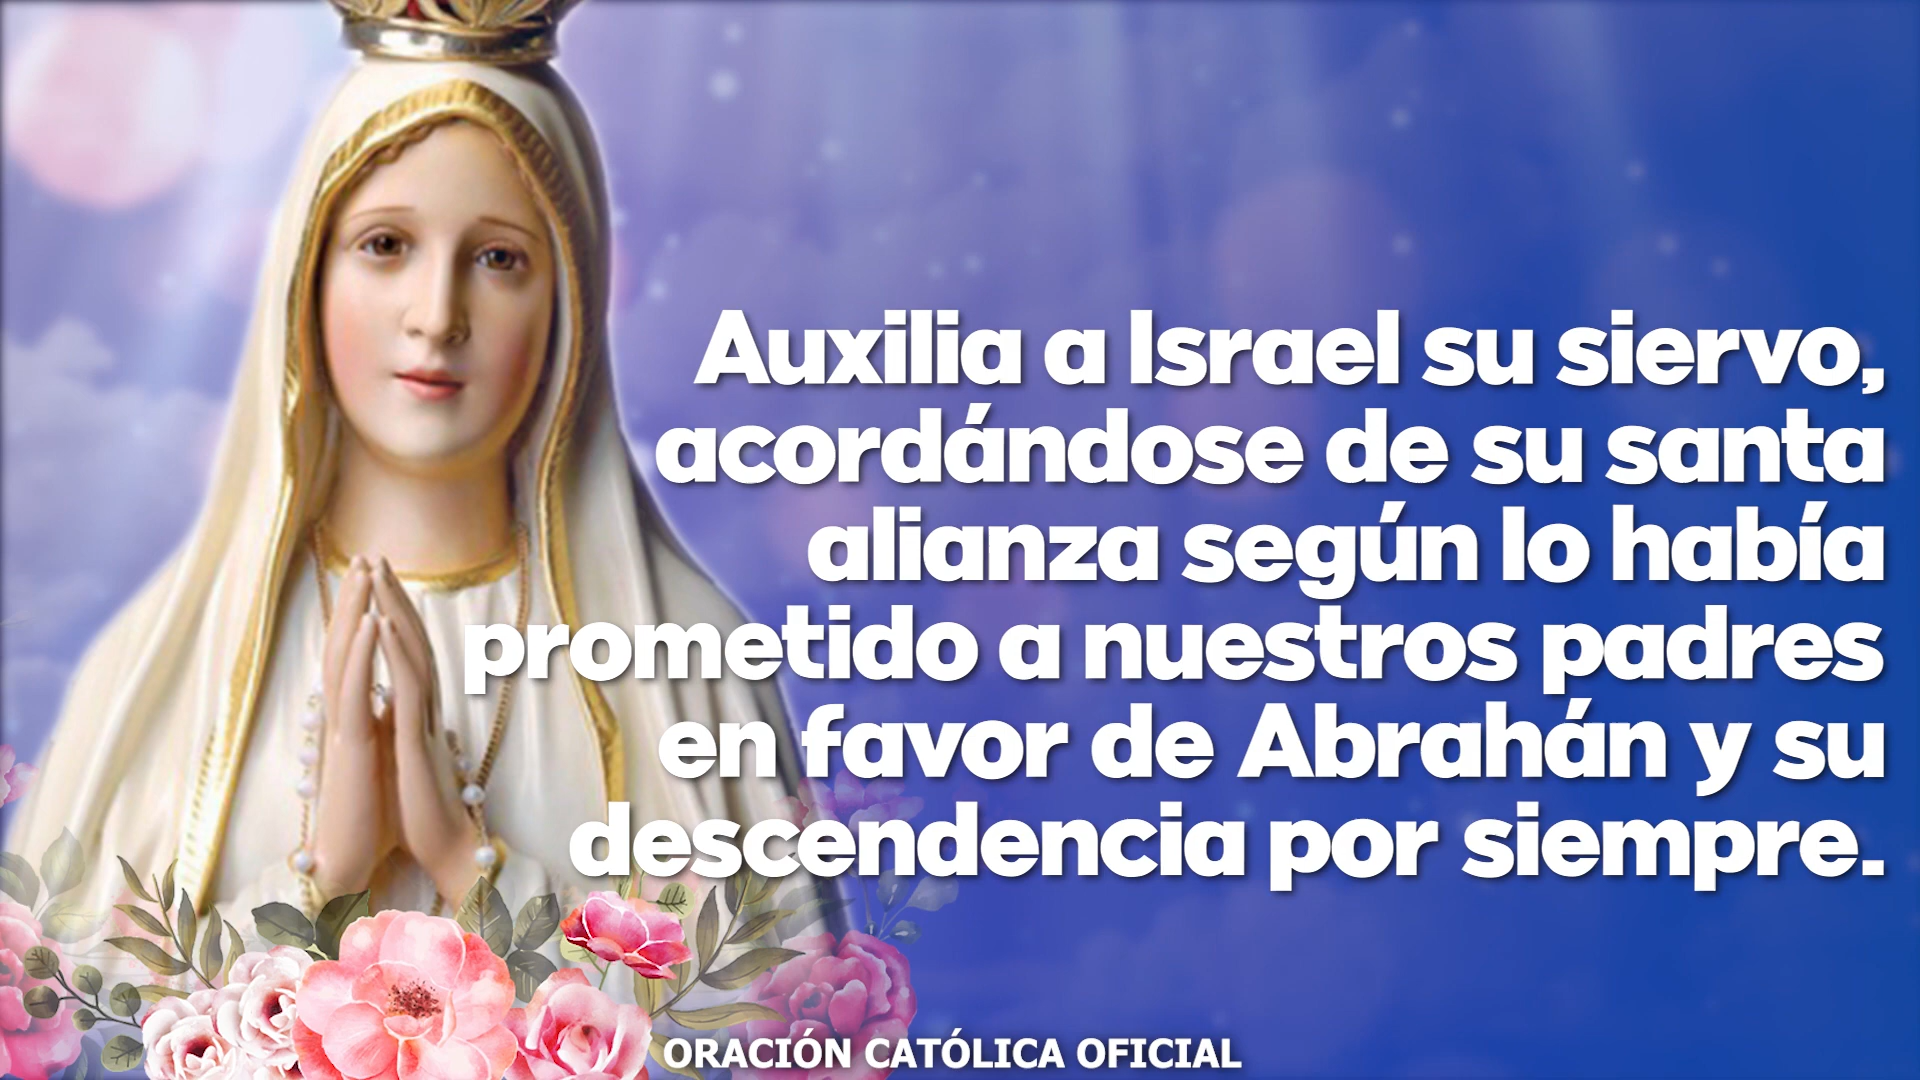 Auxilia a Israel su siervo,
acordándose de su santa
alianza según lo había
prometido a nuestros padres
en favor de Abrahán y su
descendencia por siempre.
ORACIÓN CATÓLICA OFICIAL